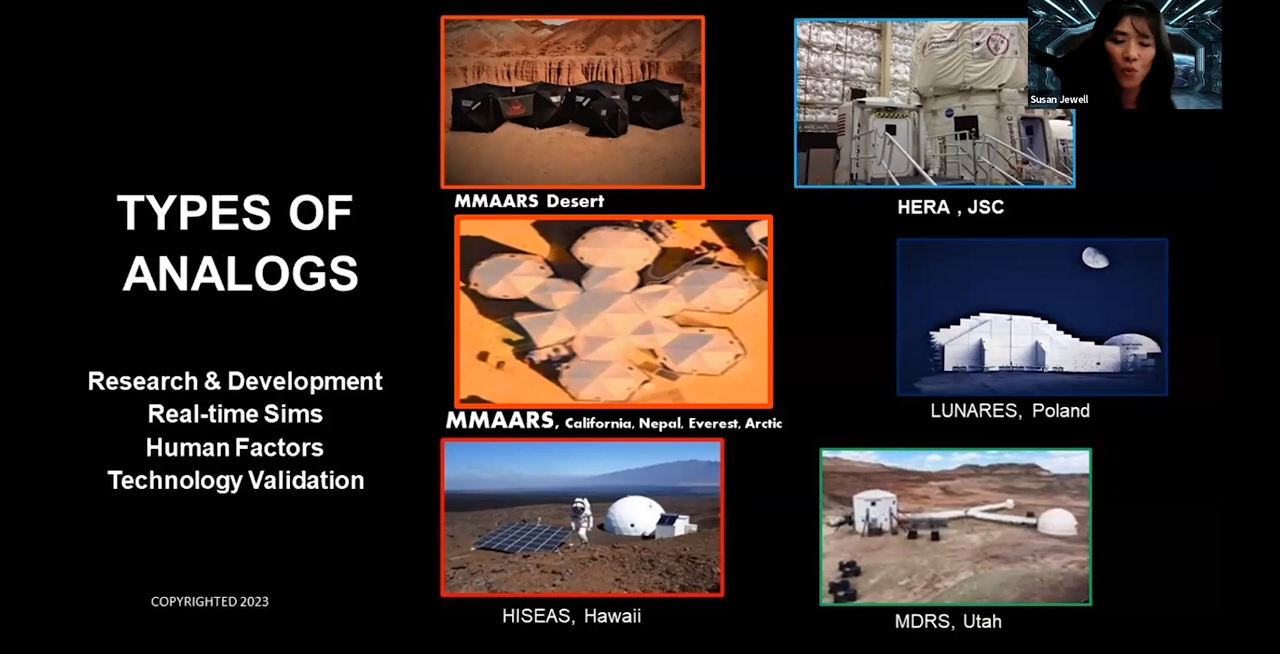 TYPES OF
ANALOGS
Research & Development
Real-time Sims
Human Factors
Technology Validation
COPYRIGHTED 2023
MMAARS Desert
HERA , JSC
Susan Jewell
MMAARS, California, Nepal, Everest, Arctic
LUNARES, Poland
HISEAS, Hawaii
MDRS, Utah